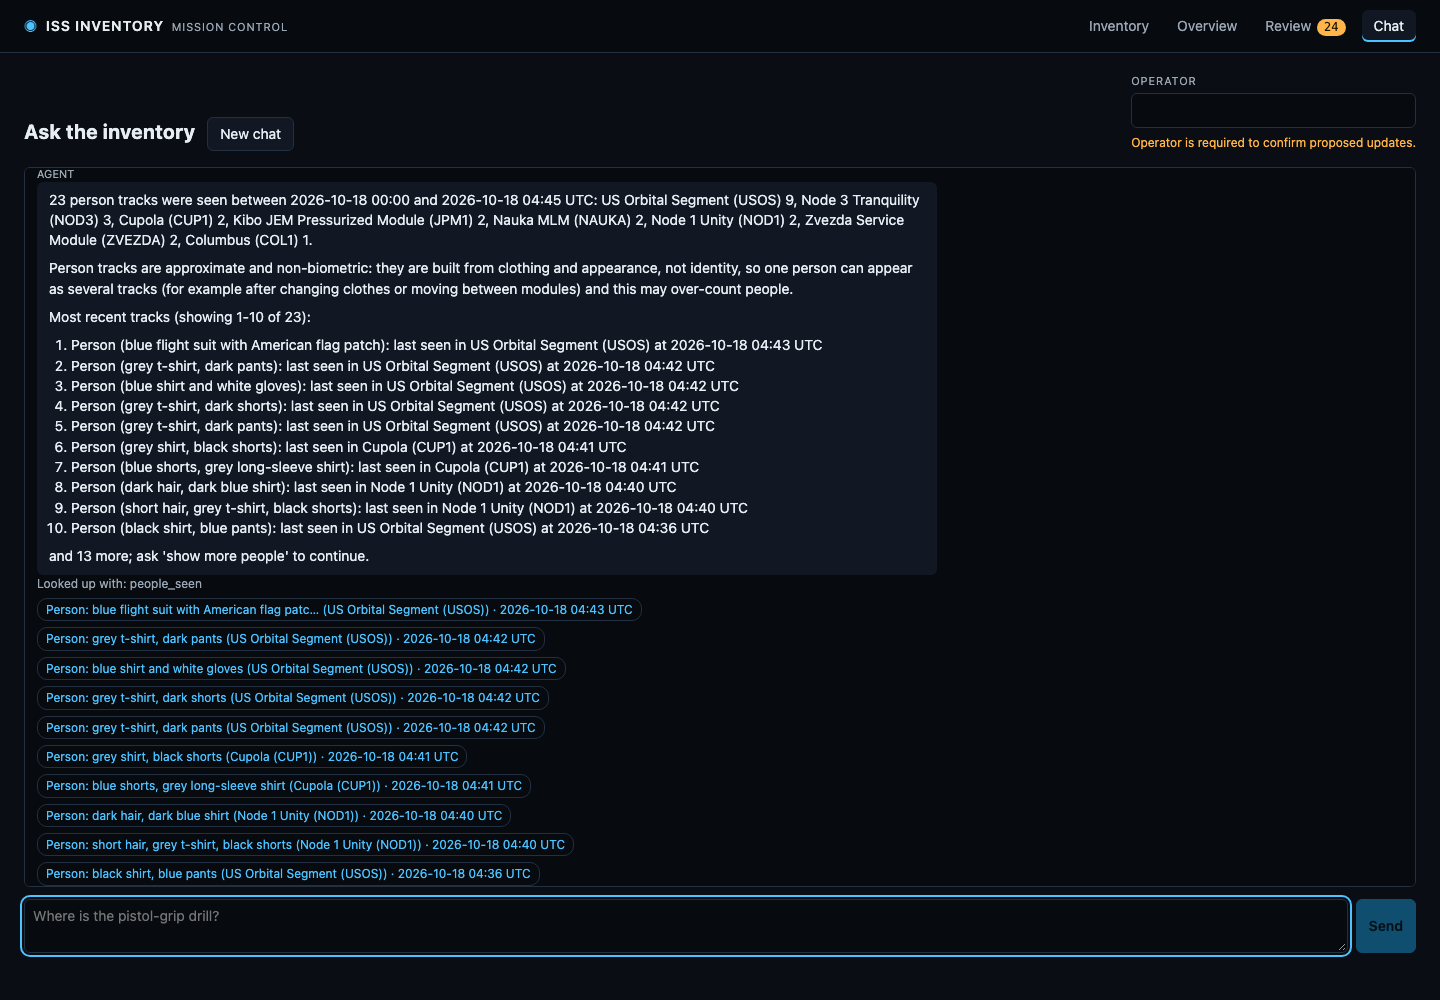 ISS INVENTORY MISSION CONTROL
Inventory Overview Review 24 Chat
OPERATOR
Operator is required to confirm proposed updates.
Ask the inventory New chat
AGENT
23 person tracks were seen between 2026-10-18 00:00 and 2026-10-18 04:45 UTC: US Orbital Segment (USOS) 9, Node 3 Tranquility
(NOD3) 3, Cupola (CUP1) 2, Kibo JEM Pressurized Module (JPM1) 2, Nauka MLM (NAUKA) 2, Node 1 Unity (NOD1) 2, Zvezda Service
Module (ZVEZDA) 2, Columbus (COL1) 1.
Person tracks are approximate and non-biometric: they are built from clothing and appearance, not identity, so one person can appear
as several tracks (for example after changing clothes or moving between modules) and this may over-count people.
Most recent tracks (showing 1-10 of 23):
1. Person (blue flight suit with American flag patch): last seen in US Orbital Segment (USOS) at 2026-10-18 04:43 UTC
2. Person (grey t-shirt, dark pants): last seen in US Orbital Segment (USOS) at 2026-10-18 04:42 UTC
3. Person (blue shirt and white gloves): last seen in US Orbital Segment (USOS) at 2026-10-18 04:42 UTC
4. Person (grey t-shirt, dark shorts): last seen in US Orbital Segment (USOS) at 2026-10-18 04:42 UTC
5. Person (grey t-shirt, dark pants): last seen in US Orbital Segment (USOS) at 2026-10-18 04:42 UTC
6. Person (grey shirt, black shorts): last seen in Cupola (CUP1) at 2026-10-18 04:41 UTC
7. Person (blue shorts, grey long-sleeve shirt): last seen in Cupola (CUP1) at 2026-10-18 04:41 UTC
8. Person (dark hair, dark blue shirt): last seen in Node 1 Unity (NOD1) at 2026-10-18 04:40 UTC
9. Person (short hair, grey t-shirt, black shorts): last seen in Node 1 Unity (NOD1) at 2026-10-18 04:40 UTC
10. Person (black shirt, blue pants): last seen in US Orbital Segment (USOS) at 2026-10-18 04:36 UTC
and 13 more; ask 'show more people' to continue.
Looked up with: people_seen
Person: blue flight suit with American flag patc... (US Orbital Segment (USOS)) · 2026-10-18 04:43 UTC
Person: grey t-shirt, dark pants (US Orbital Segment (USOS)) · 2026-10-18 04:42 UTC
Person: blue shirt and white gloves (US Orbital Segment (USOS)) · 2026-10-18 04:42 UTC
Person: grey t-shirt, dark shorts (US Orbital Segment (USOS)) · 2026-10-18 04:42 UTC
Person: grey t-shirt, dark pants (US Orbital Segment (USOS)) · 2026-10-18 04:42 UTC
Person: grey shirt, black shorts (Cupola (CUP1)) · 2026-10-18 04:41 UTC
Person: blue shorts, grey long-sleeve shirt (Cupola (CUP1)) · 2026-10-18 04:41 UTC
Person: dark hair, dark blue shirt (Node 1 Unity (NOD1)) · 2026-10-18 04:40 UTC
Person: short hair, grey t-shirt, black shorts (Node 1 Unity (NOD1)) · 2026-10-18 04:40 UTC
Person: black shirt, blue pants (US Orbital Segment (USOS)) · 2026-10-18 04:36 UTC
Where is the pistol-grip drill?
Send